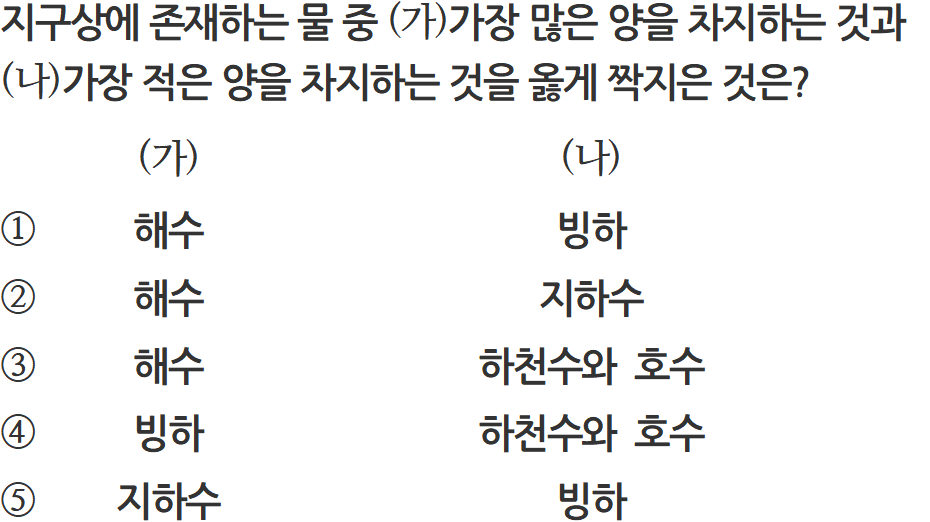 지구상에 존재하는 물 중 (가)가장 많은 양을 차지하는 것과
(나)가장 적은 양을 차지하는 것을 옳게 짝지은 것은?
(가) (나)
① 해수 빙하
② 해수 지하수
③ 해수 하천수와 호수
④ 빙하 하천수와 호수
⑤ 지하수 빙하